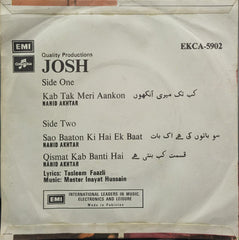 EMI
Quality Productions
EKCA-5902
Columbia
JOSH
Side One
Kab Tak Meri Aankon کب تک میری آنکھوں
NAHID AKHTAR
Side Two
Sao Baaton Ki Hai Ek Baat سو باتوں کی ہے اک بات
NAHID AKHTAR
Qismat Kab Banti Hai قسمت کب بنتی ہے
NAHID AKHTAR
Lyrics: Tasleem Faazli
Music: Master Inayat Hussain
EMI
INTERNATIONAL LEADERS IN MUSIC,
ELECTRONICS AND LEISURE
Made in Pakistan